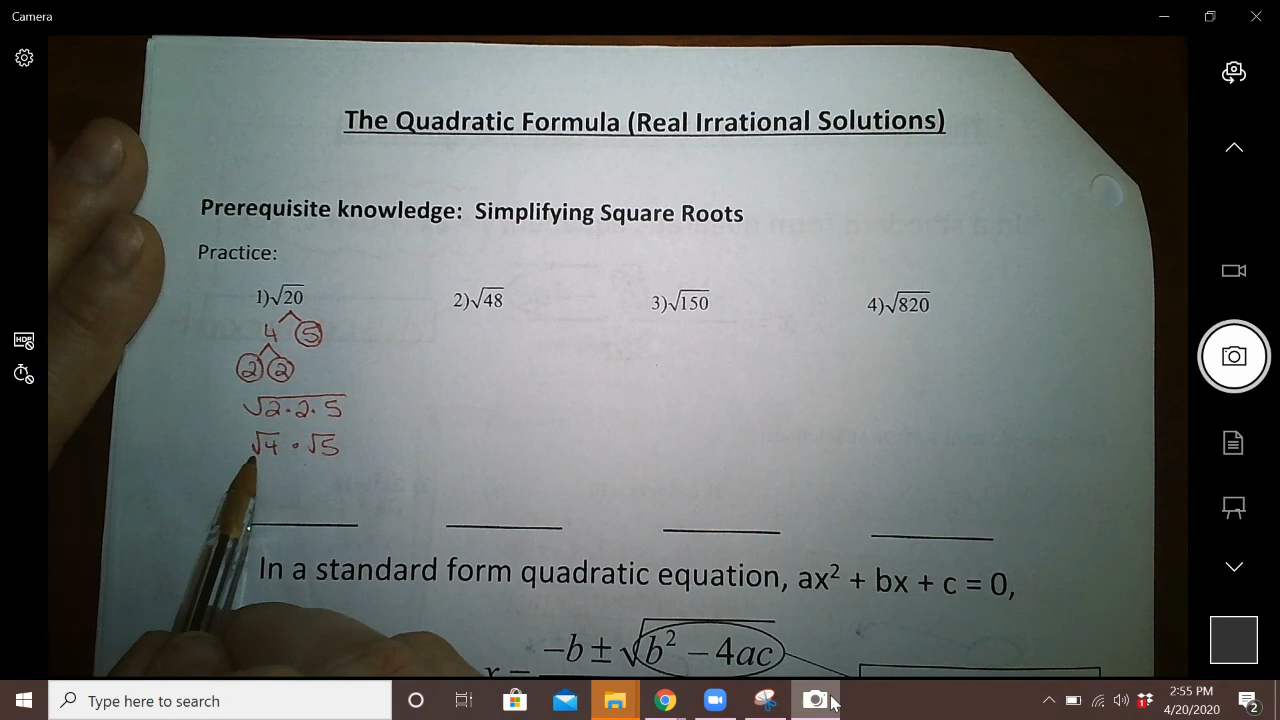 Camera
The Quadratic Formula (Real Irrational Solutions)
Prerequisite knowledge: Simplifying Square Roots
Practice:
1)√20 2)√48 3)√150 4)√820
4 5
2 2
√2·2·5
√4 · √5
In a standard form quadratic equation, ax² + bx + c = 0,
-b ± √b² - 4ac
x =
Type here to search
2:55 PM
4/20/2020